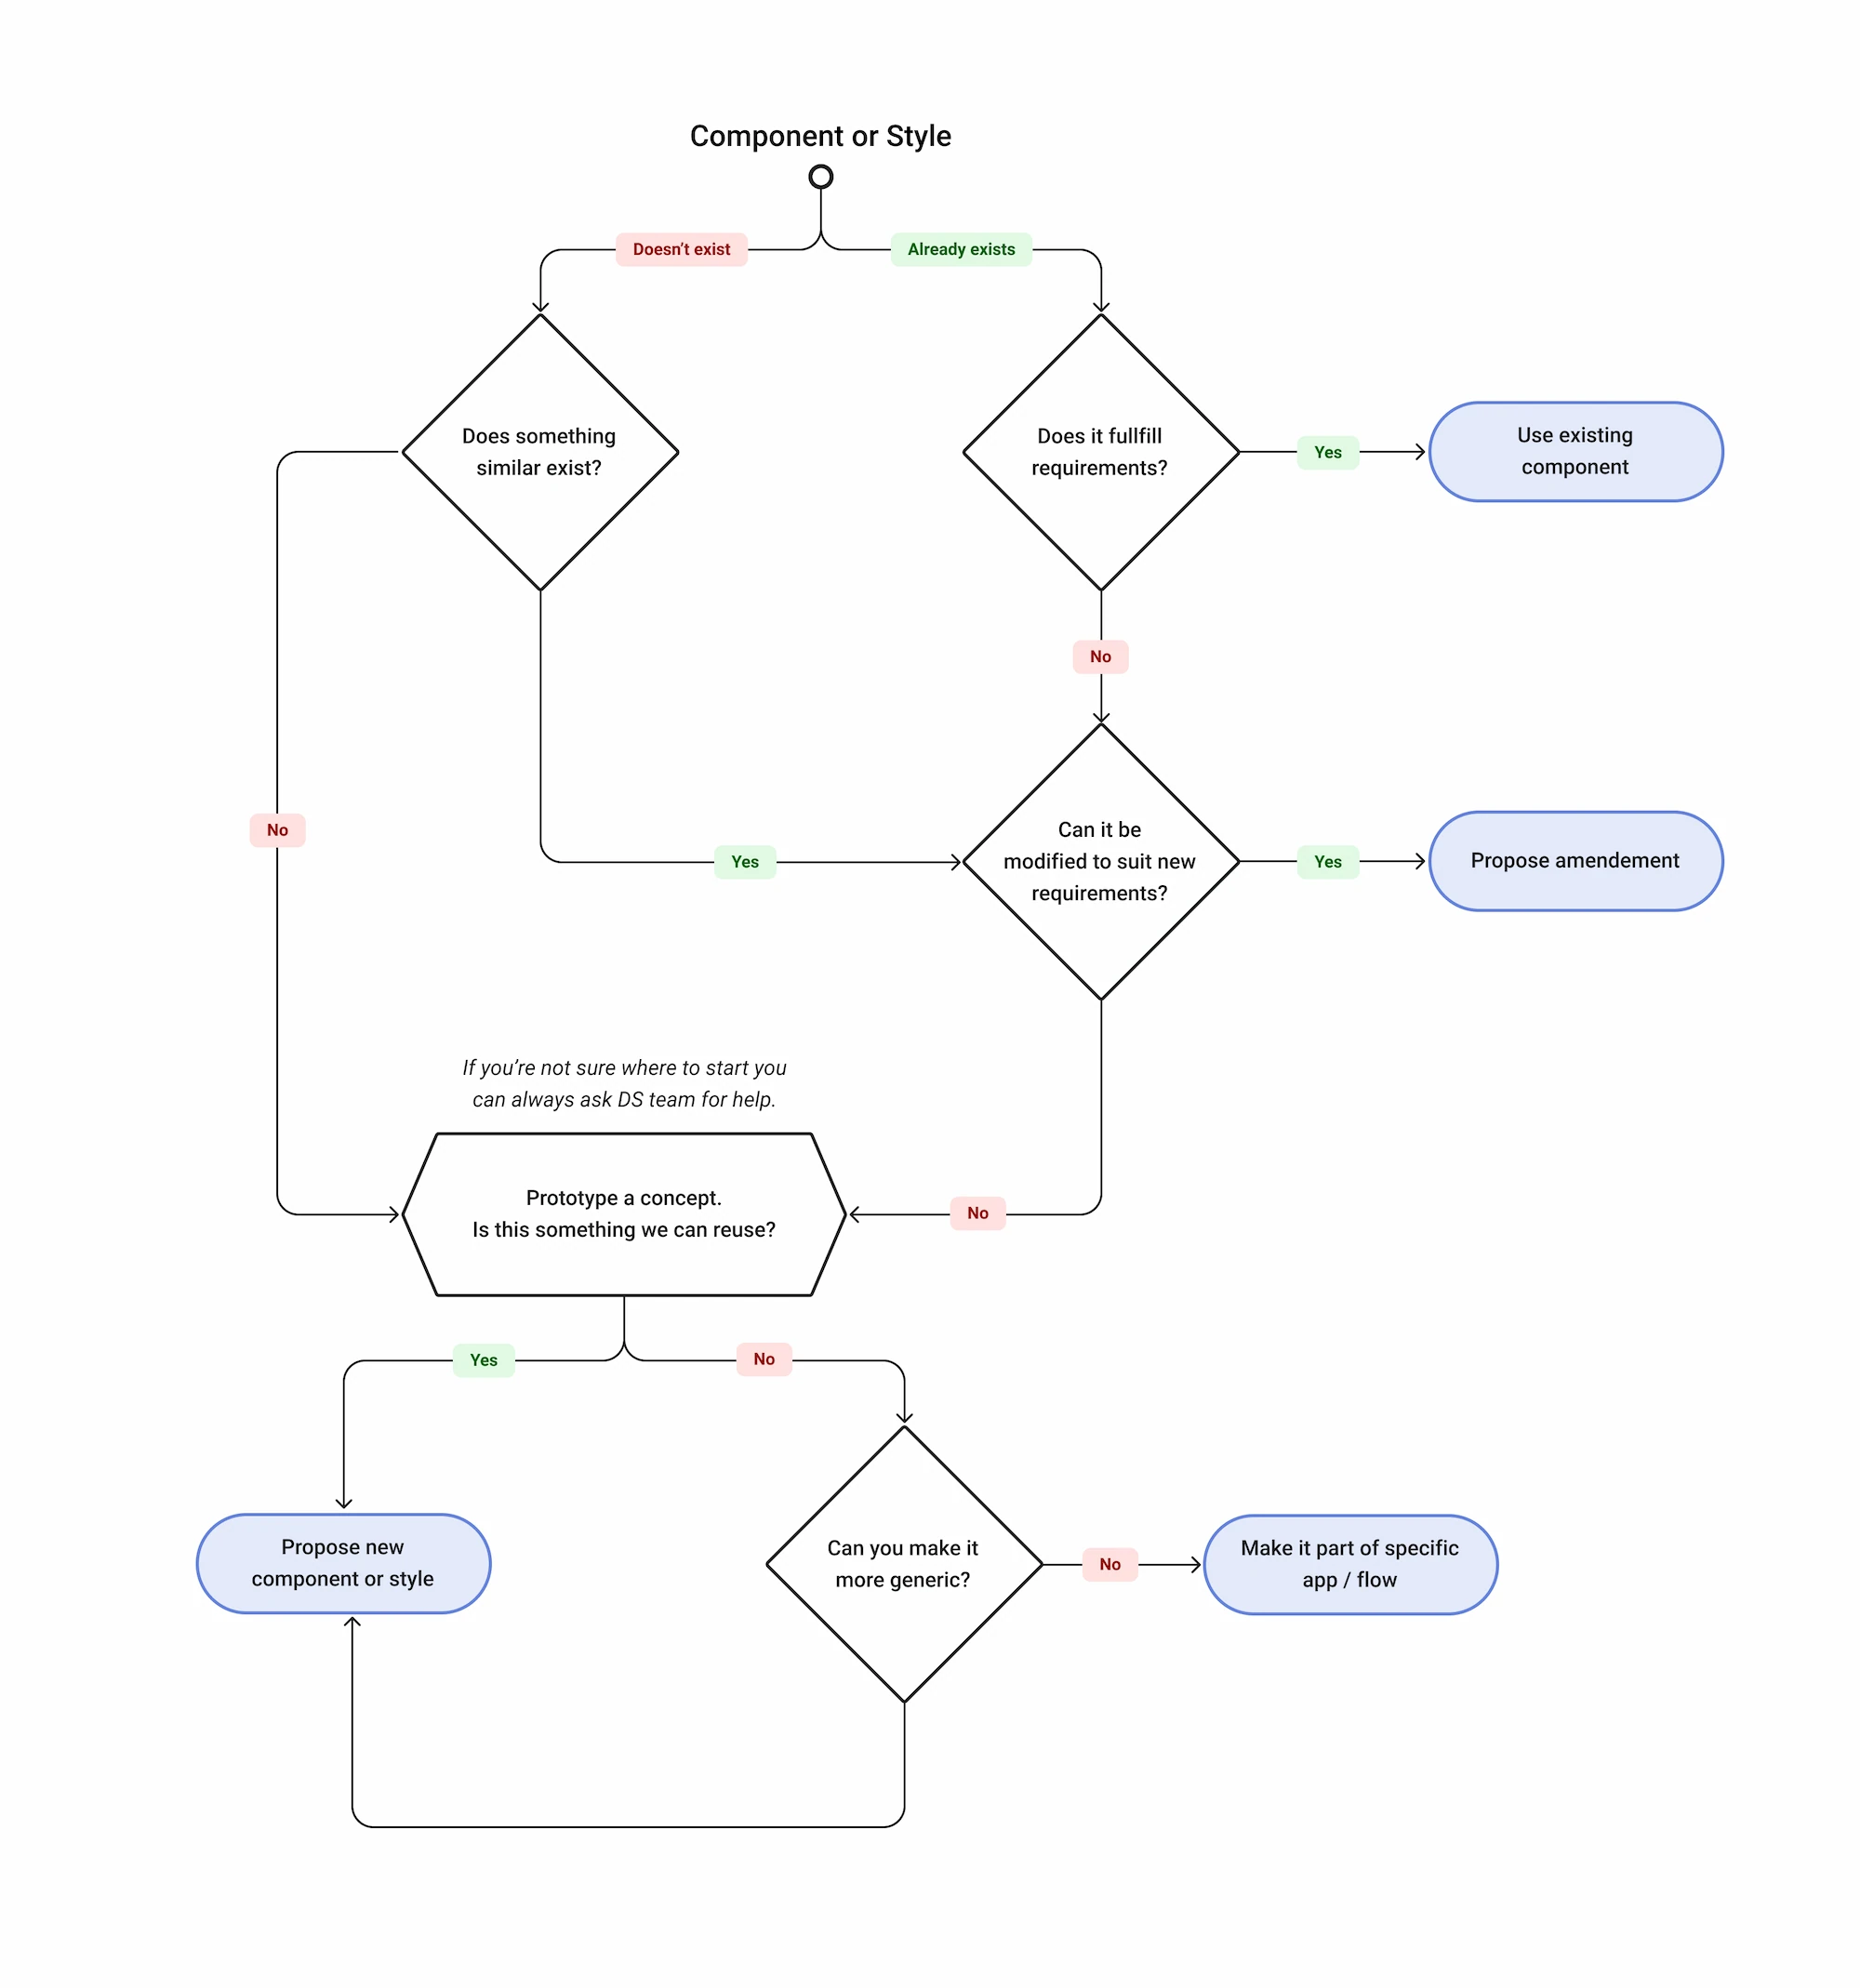 Component or Style
Doesn't exist
Already exists
Does something
similar exist?
Does it fullfill
requirements?
Yes
Use existing
component
No
No
Yes
Can it be
modified to suit new
requirements?
Yes
Propose amendement
If you're not sure where to start you
can always ask DS team for help.
Prototype a concept.
Is this something we can reuse?
No
Yes
No
Propose new
component or style
Can you make it
more generic?
No
Make it part of specific
app / flow